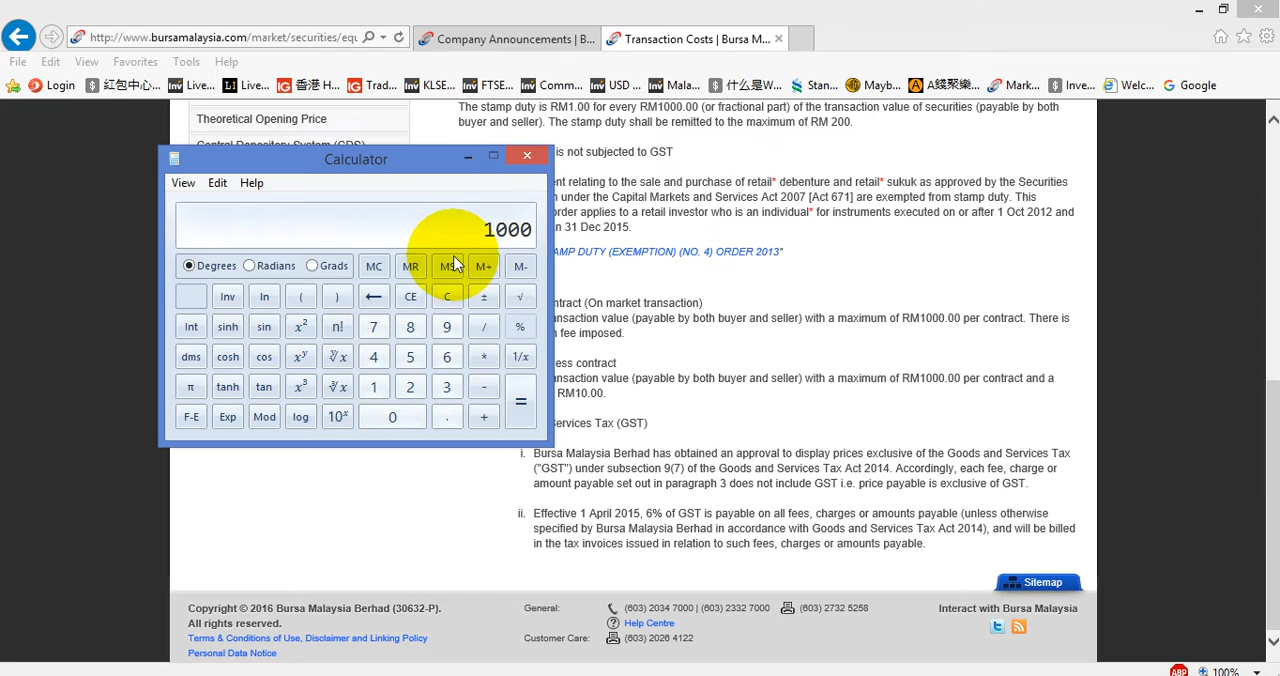 http://www.bursamalaysia.com/market/securities/equ
Company Announcements | B...
Transaction Costs | Bursa M...
File Edit View Favorites Tools Help
Login
红包中心...
Live...
Live...
香港 H...
Trad...
KLSE...
FTSE...
Comm...
USD ...
Mala...
什么是W...
Stan...
Mayb...
A錢聚樂...
Mark...
Inve...
Welc...
Google
Theoretical Opening Price
The stamp duty is RM1.00 for every RM1000.00 (or fractional part) of the transaction value of securities (payable by both
buyer and seller). The stamp duty shall be remitted to the maximum of RM 200.
is not subjected to GST
ent relating to the sale and purchase of retail* debenture and retail* sukuk as approved by the Securities
n under the Capital Markets and Services Act 2007 [Act 671] are exempted from stamp duty. This
order applies to a retail investor who is an individual* for instruments executed on or after 1 Oct 2012 and
an 31 Dec 2015.
AMP DUTY (EXEMPTION) (NO. 4) ORDER 2013"
ontract (On market transaction)
ansaction value (payable by both buyer and seller) with a maximum of RM1000.00 per contract. There is
fee imposed.
ess contract
ansaction value (payable by both buyer and seller) with a maximum of RM1000.00 per contract and a
RM10.00.
Services Tax (GST)
i. Bursa Malaysia Berhad has obtained an approval to display prices exclusive of the Goods and Services Tax
("GST") under subsection 9(7) of the Goods and Services Tax Act 2014. Accordingly, each fee, charge or
amount payable set out in paragraph 3 does not include GST i.e. price payable is exclusive of GST.
ii. Effective 1 April 2015, 6% of GST is payable on all fees, charges or amounts payable (unless otherwise
specified by Bursa Malaysia Berhad in accordance with Goods and Services Tax Act 2014), and will be billed
in the tax invoices issued in relation to such fees, charges or amounts payable.
Calculator
View Edit Help
1000
Degrees Radians Grads MC MR MS M+ M-
Inv ln ( ) ← CE C ± √
Int sinh sin x² n! 7 8 9 / %
dms cosh cos xʸ ʸ√x 4 5 6 * 1/x
π tanh tan x³ ³√x 1 2 3 - =
F-E Exp Mod log 10ˣ 0 . +
Sitemap
Copyright © 2016 Bursa Malaysia Berhad (30632-P).
All rights reserved.
Terms & Conditions of Use, Disclaimer and Linking Policy
Personal Data Notice
General: (603) 2034 7000 | (603) 2332 7000 (603) 2732 5258
Help Centre
Customer Care: (603) 2026 4122
Interact with Bursa Malaysia
ABP
100%